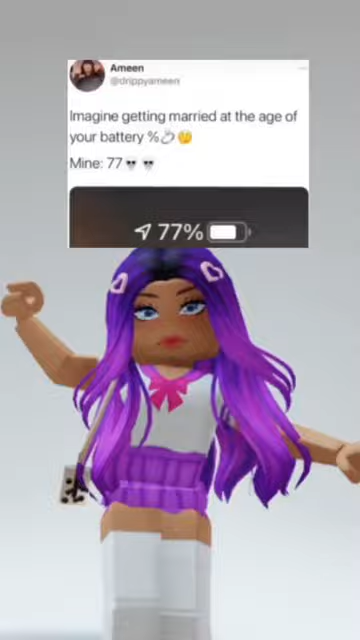 Ameen
@drippyameen
Imagine getting married at the age of
your battery %💍🤔
Mine: 77💀💀
77%